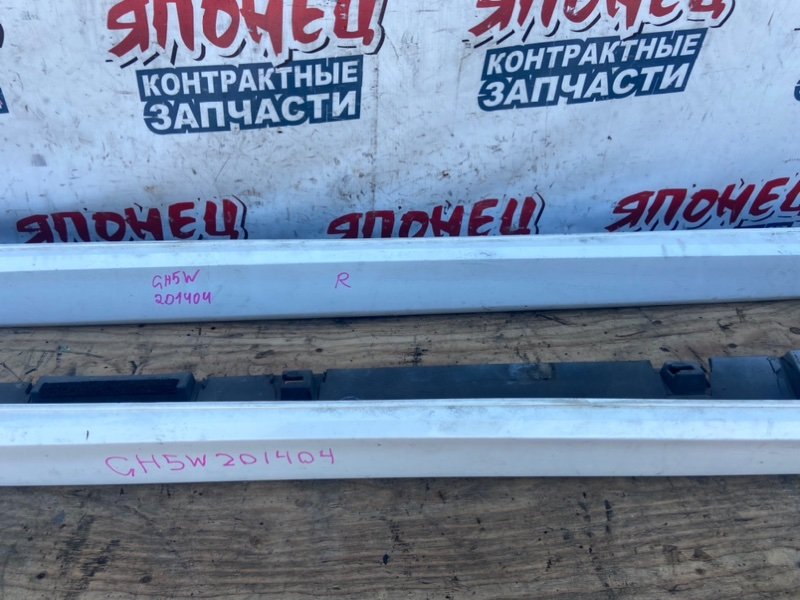 ЯПОНЕЦ
КОНТРАКТНЫЕ
ЗАПЧАСТИ
ЯПОНЕЦ
КОНТРАКТНЫЕ
ЗАПЧАСТИ
ЯПОНЕЦ
ЯПОНЕЦ
ЯПОНЕЦ
GH5W
201404
R
GH5W201404